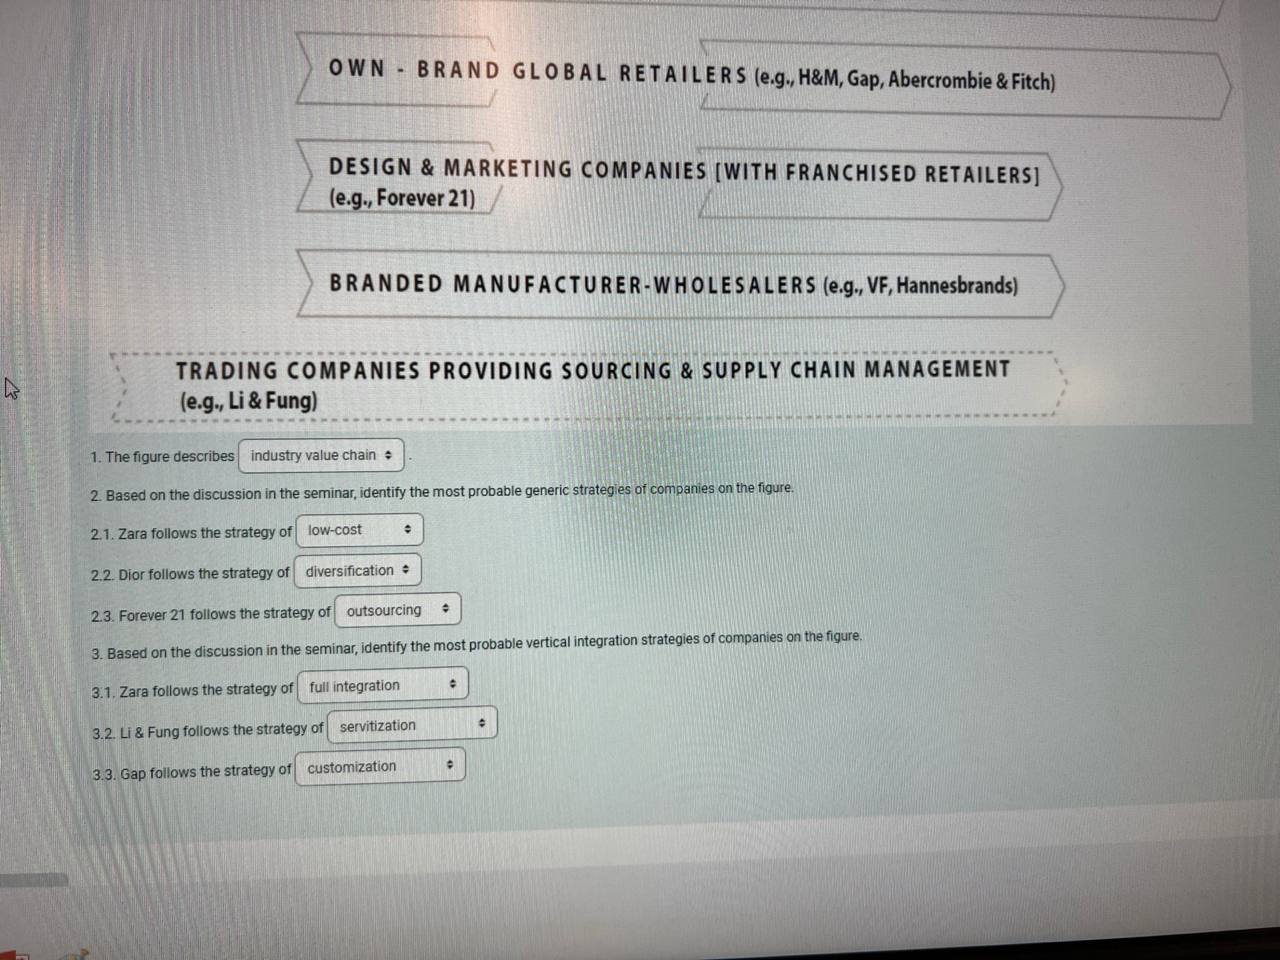 OWN - BRAND GLOBAL RETAILERS (e.g., H&M, Gap, Abercrombie & Fitch)
DESIGN & MARKETING COMPANIES [WITH FRANCHISED RETAILERS]
(e.g., Forever 21)
BRANDED MANUFACTURER-WHOLESALERS (e.g., VF, Hannesbrands)
TRADING COMPANIES PROVIDING SOURCING & SUPPLY CHAIN MANAGEMENT
(e.g., Li & Fung)
1. The figure describes industry value chain .
2. Based on the discussion in the seminar, identify the most probable generic strategies of companies on the figure.
2.1. Zara follows the strategy of low-cost
2.2. Dior follows the strategy of diversification
2.3. Forever 21 follows the strategy of outsourcing
3. Based on the discussion in the seminar, identify the most probable vertical integration strategies of companies on the figure.
3.1. Zara follows the strategy of full integration
3.2. Li & Fung follows the strategy of servitization
3.3. Gap follows the strategy of customization